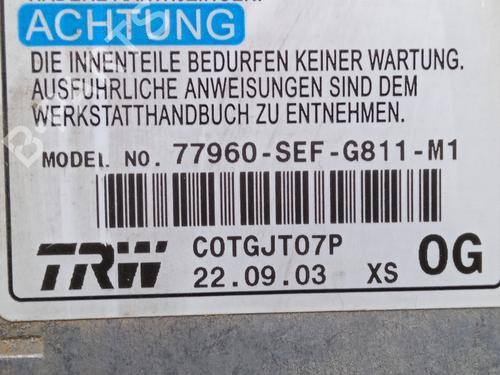 ACHTUNG
DIE INNENTEILE BEDURFEN KEINER WARTUNG.
AUSFUHRLICHE ANWEISUNGEN SIND DEM
WERKSTATTHANDBUCH ZU ENTNEHMEN.
MODEL NO. 77960-SEF-G811-M1
TRW C0TGJT07P
22.09.03 XS 0G